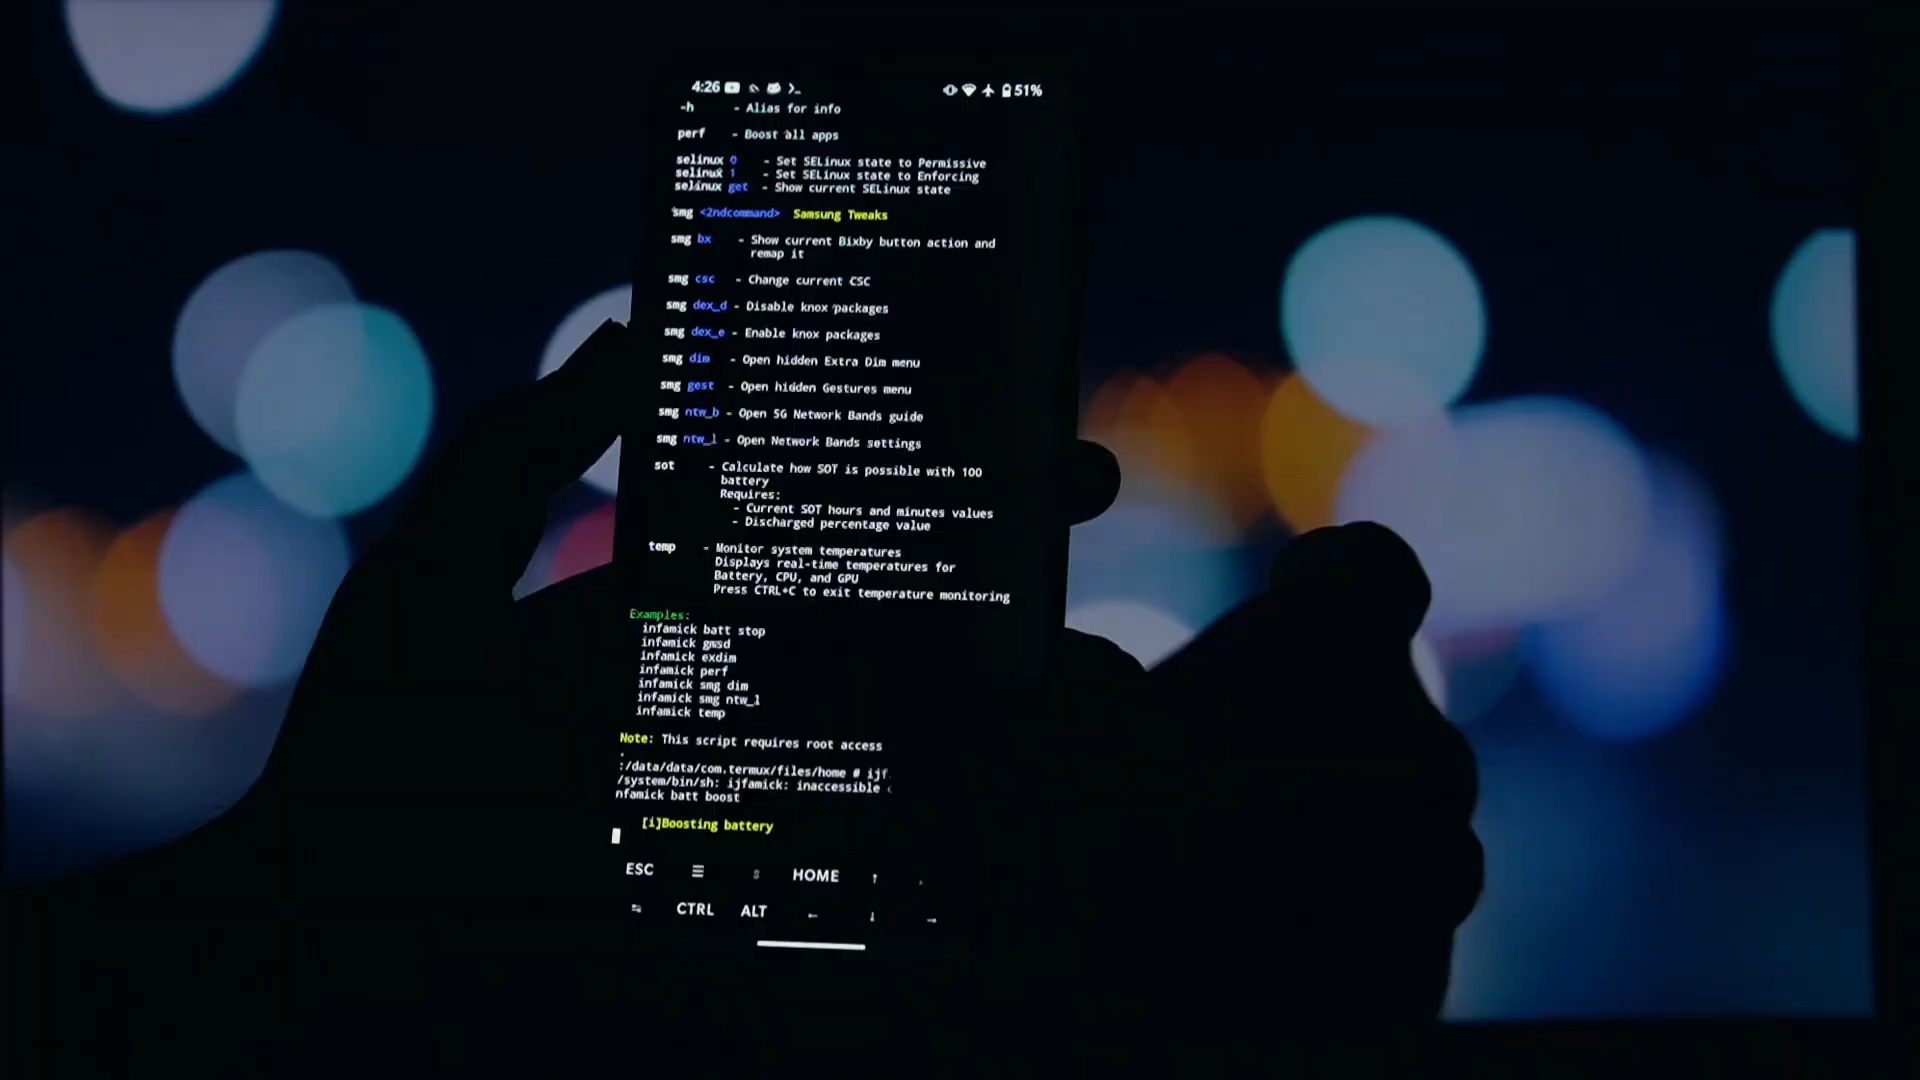 4:26 51%
-h - Alias for info
perf - Boost all apps
selinux 0 - Set SELinux state to Permissive
selinux 1 - Set SELinux state to Enforcing
selinux get - Show current SELinux state
smg <2ndcommand> Samsung Tweaks
smg bx - Show current Bixby button action and
remap it
smg csc - Change current CSC
smg dex_d - Disable knox packages
smg dex_e - Enable knox packages
smg dim - Open hidden Extra Dim menu
smg gest - Open hidden Gestures menu
smg ntw_b - Open 5G Network Bands guide
smg ntw_l - Open Network Bands settings
sot - Calculate how SOT is possible with 100
battery
Requires:
- Current SOT hours and minutes values
- Discharged percentage value
temp - Monitor system temperatures
Displays real-time temperatures for
Battery, CPU, and GPU
Press CTRL+C to exit temperature monitoring
Examples:
infamick batt stop
infamick gmsd
infamick exdim
infamick perf
infamick smg dim
infamick smg ntw_l
infamick temp
Note: This script requires root access
.
:/data/data/com.termux/files/home # ijf
/system/bin/sh: ijfamick: inaccessible
nfamick batt boost
[i]Boosting battery
ESC HOME
CTRL ALT